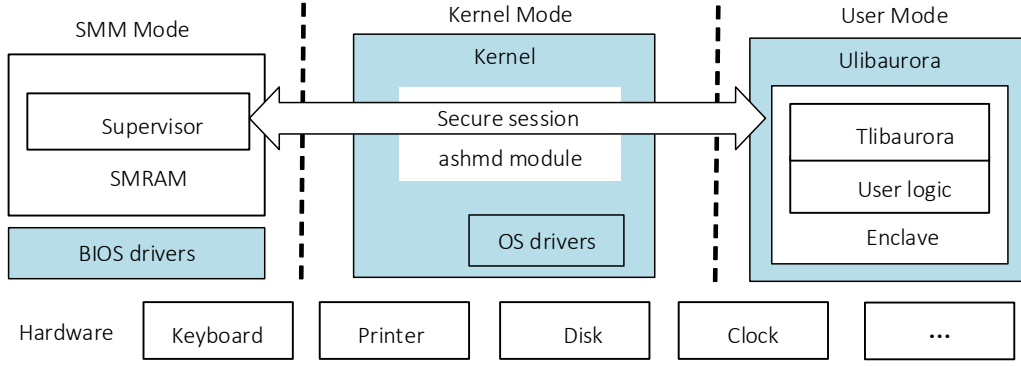 SMM Mode
Kernel Mode
User Mode
Kernel
Ulibaurora
Supervisor
Secure session
Tlibaurora
SMRAM
ashmd module
User logic
BIOS drivers
OS drivers
Enclave
Hardware
Keyboard
Printer
Disk
Clock
...